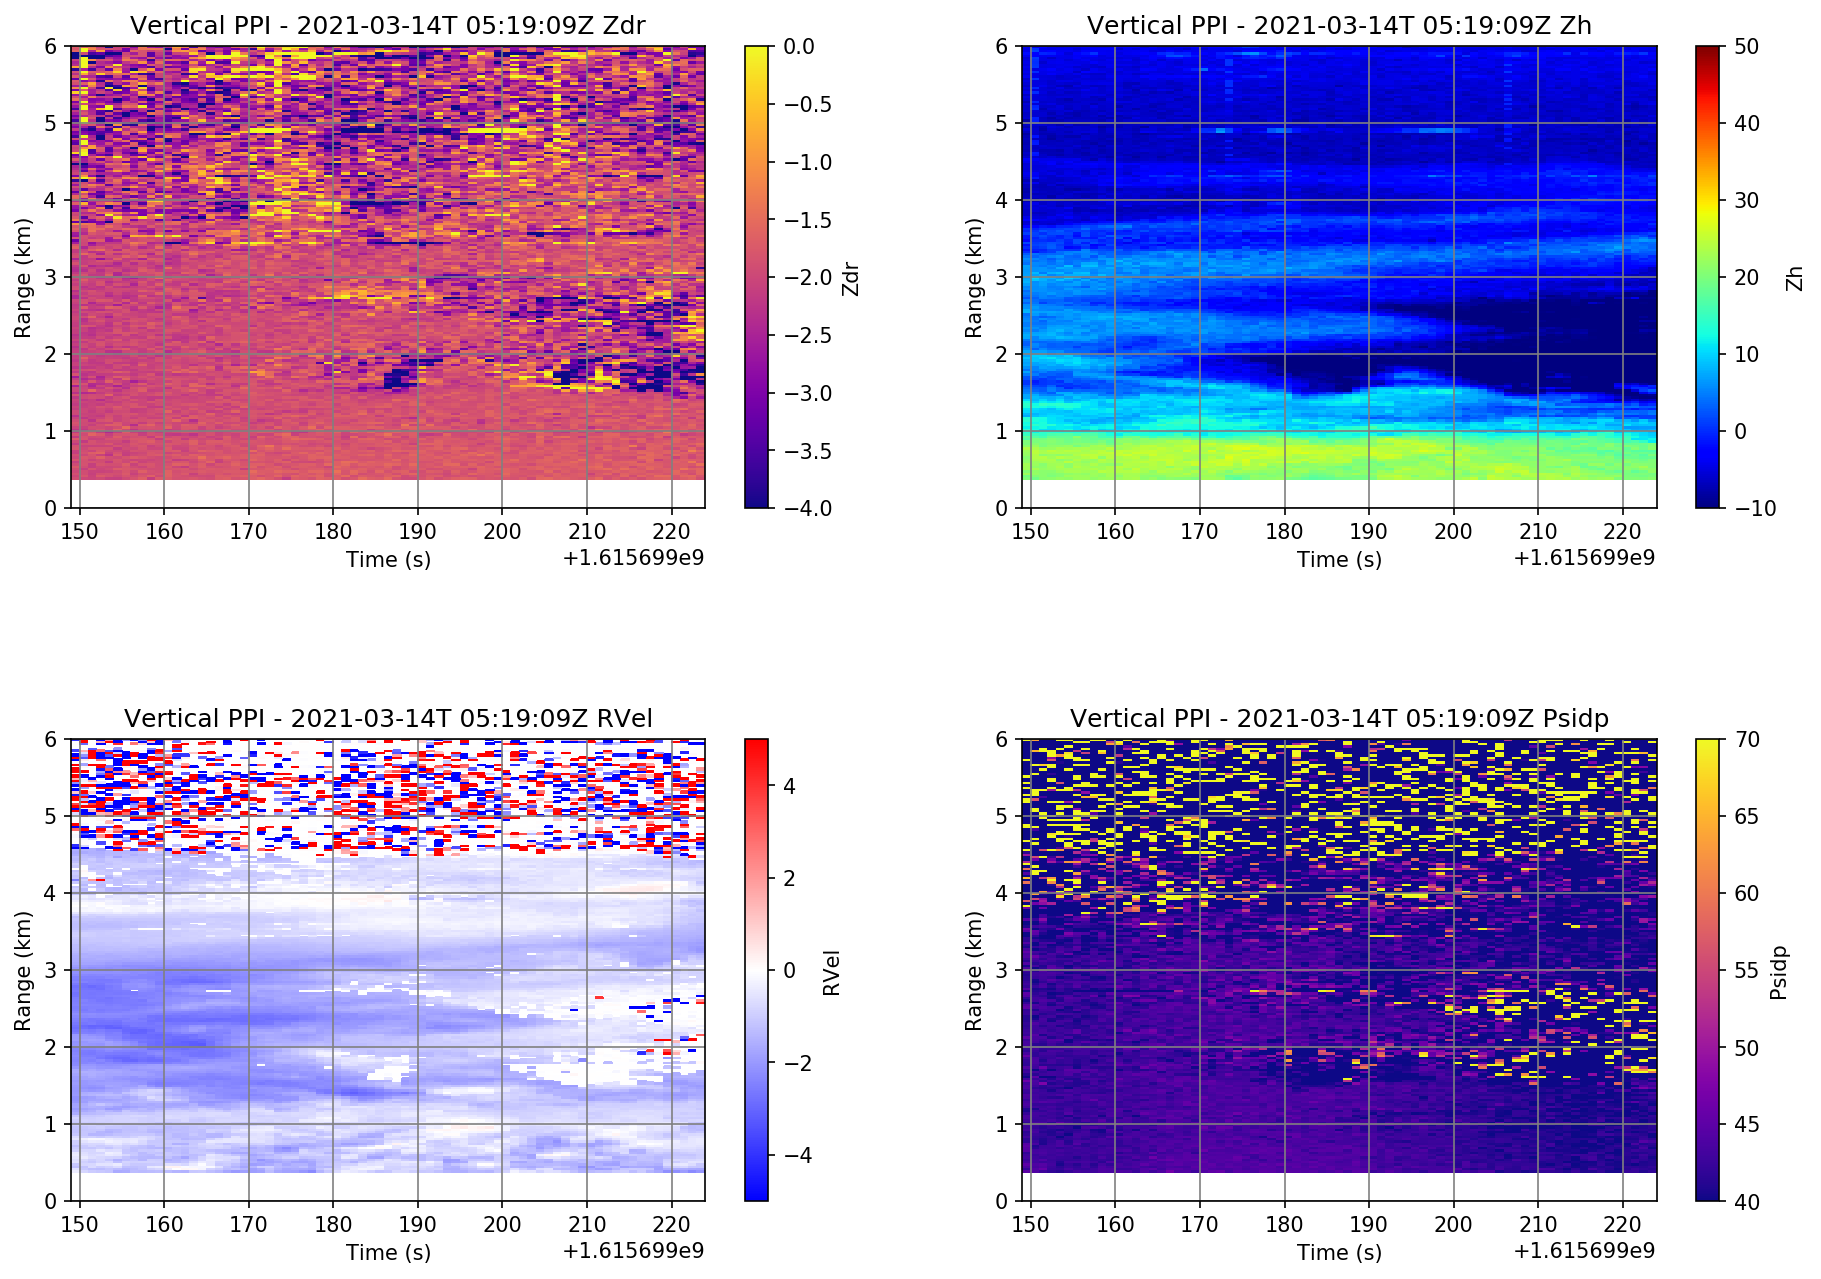 Vertical PPI - 2021-03-14T 05:19:09Z Zdr
6
5
4
3
2
1
0
Range (km)
150 160 170 180 190 200 210 220
Time (s)
+1.615699e9
0.0
−0.5
−1.0
−1.5
−2.0
−2.5
−3.0
−3.5
−4.0
Zdr
Vertical PPI - 2021-03-14T 05:19:09Z Zh
6
5
4
3
2
1
0
Range (km)
150 160 170 180 190 200 210 220
Time (s)
+1.615699e9
50
40
30
20
10
0
−10
Zh
Vertical PPI - 2021-03-14T 05:19:09Z RVel
6
5
4
3
2
1
0
Range (km)
150 160 170 180 190 200 210 220
Time (s)
+1.615699e9
4
2
0
−2
−4
RVel
Vertical PPI - 2021-03-14T 05:19:09Z Psidp
6
5
4
3
2
1
0
Range (km)
150 160 170 180 190 200 210 220
Time (s)
+1.615699e9
70
65
60
55
50
45
40
Psidp